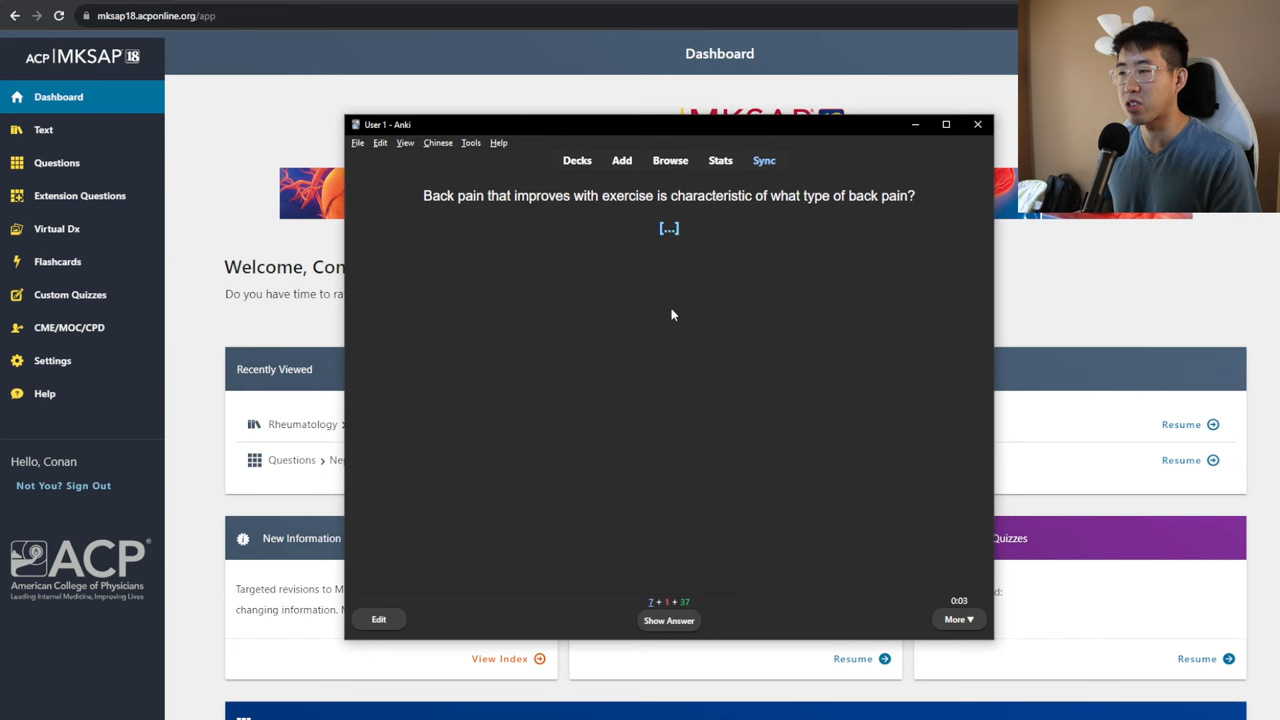 mksap18.acponline.org/app
ACP MKSAP 18
Dashboard
Dashboard
Text
Questions
Extension Questions
Virtual Dx
Flashcards
Custom Quizzes
CME/MOC/CPD
Settings
Help
Hello, Conan
Not You? Sign Out
ACP®
American College of Physicians
Leading Internal Medicine, Improving Lives
Welcome, Con
Do you have time to ra
Recently Viewed
Rheumatology >
Resume
Resume
Questions > Ne
Resume
Resume
New Information
Quizzes
Targeted revisions to M
changing information.
View Index
Resume
Resume
User 1 - Anki
File Edit View Chinese Tools Help
Decks Add Browse Stats Sync
Back pain that improves with exercise is characteristic of what type of back pain?
[...]
7 + 1 + 37
0:03
Edit
Show Answer
More ▼